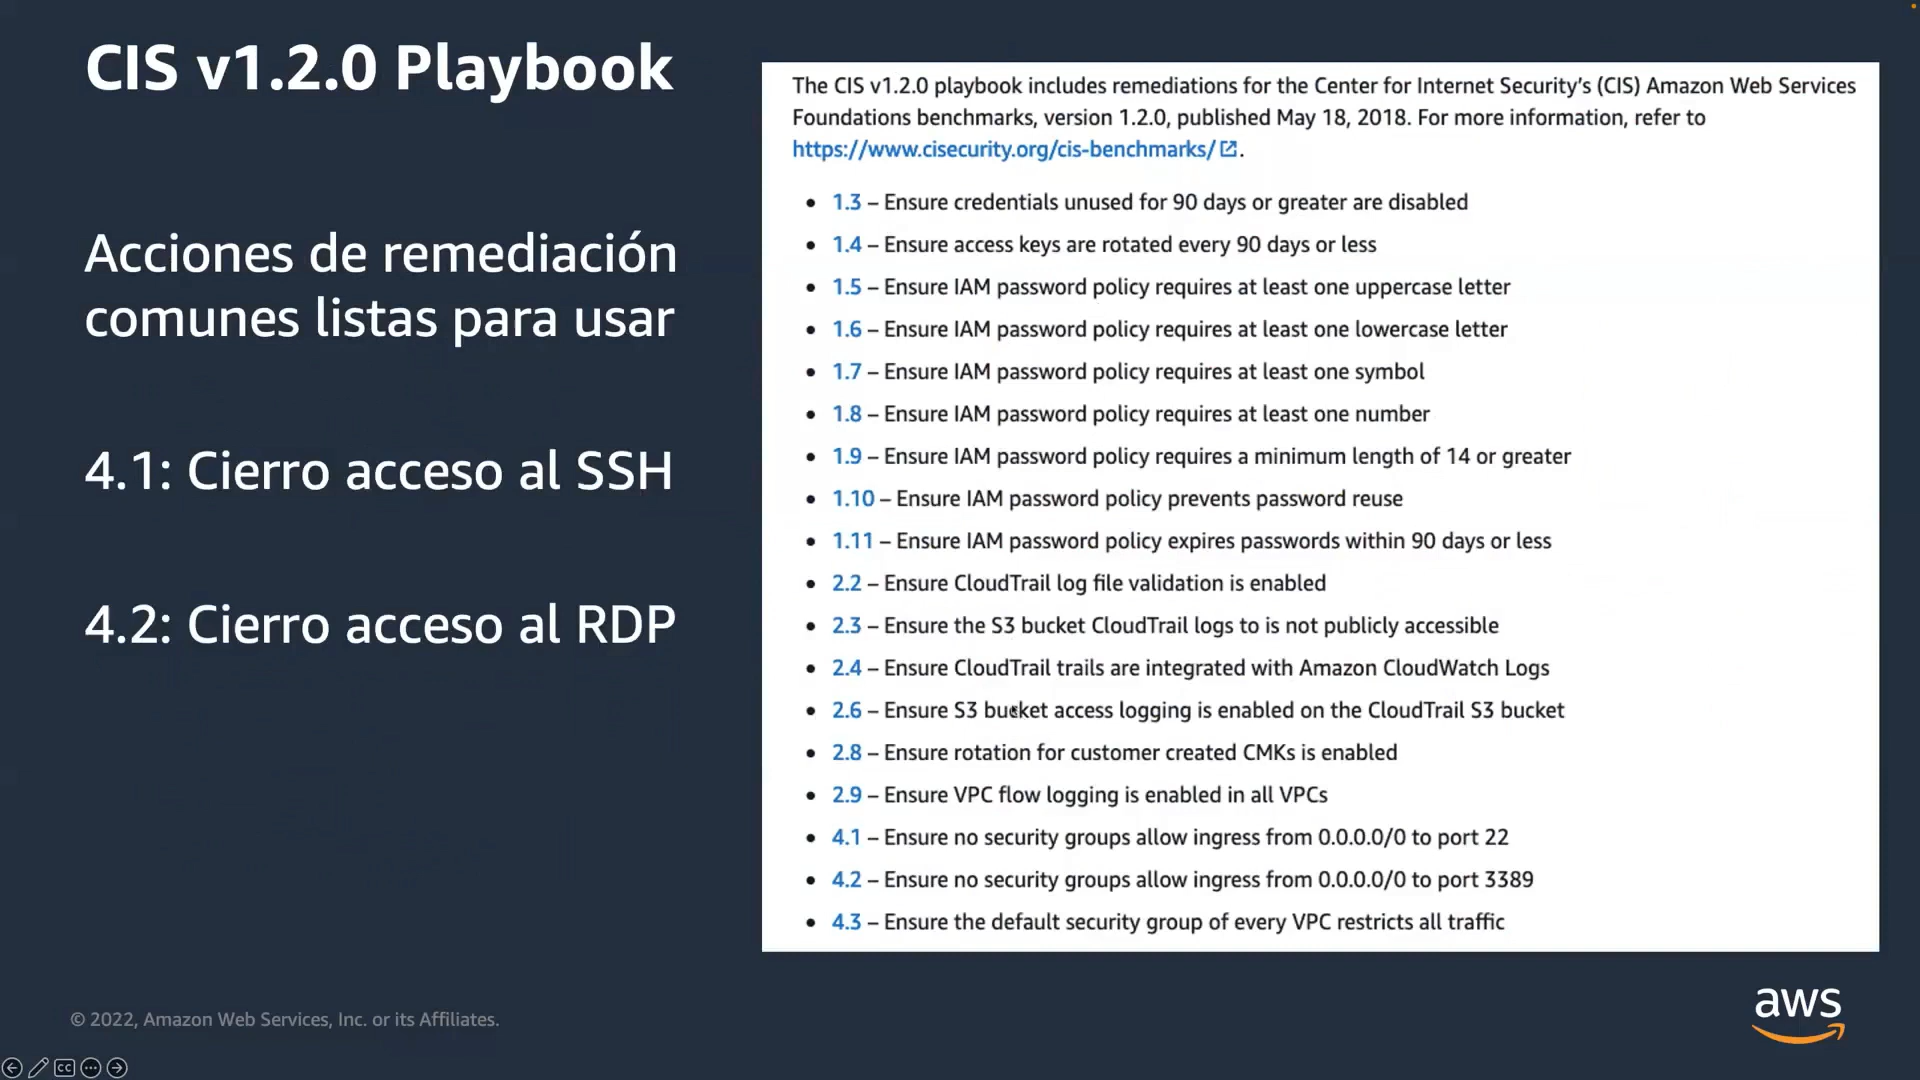 CIS v1.2.0 Playbook
Acciones de remediación
comunes listas para usar
4.1: Cierro acceso al SSH
4.2: Cierro acceso al RDP
The CIS v1.2.0 playbook includes remediations for the Center for Internet Security's (CIS) Amazon Web Services
Foundations benchmarks, version 1.2.0, published May 18, 2018. For more information, refer to
https://www.cisecurity.org/cis-benchmarks/.
• 1.3 – Ensure credentials unused for 90 days or greater are disabled
• 1.4 – Ensure access keys are rotated every 90 days or less
• 1.5 – Ensure IAM password policy requires at least one uppercase letter
• 1.6 – Ensure IAM password policy requires at least one lowercase letter
• 1.7 – Ensure IAM password policy requires at least one symbol
• 1.8 – Ensure IAM password policy requires at least one number
• 1.9 – Ensure IAM password policy requires a minimum length of 14 or greater
• 1.10 – Ensure IAM password policy prevents password reuse
• 1.11 – Ensure IAM password policy expires passwords within 90 days or less
• 2.2 – Ensure CloudTrail log file validation is enabled
• 2.3 – Ensure the S3 bucket CloudTrail logs to is not publicly accessible
• 2.4 – Ensure CloudTrail trails are integrated with Amazon CloudWatch Logs
• 2.6 – Ensure S3 bucket access logging is enabled on the CloudTrail S3 bucket
• 2.8 – Ensure rotation for customer created CMKs is enabled
• 2.9 – Ensure VPC flow logging is enabled in all VPCs
• 4.1 – Ensure no security groups allow ingress from 0.0.0.0/0 to port 22
• 4.2 – Ensure no security groups allow ingress from 0.0.0.0/0 to port 3389
• 4.3 – Ensure the default security group of every VPC restricts all traffic
© 2022, Amazon Web Services, Inc. or its Affiliates.
aws
CC